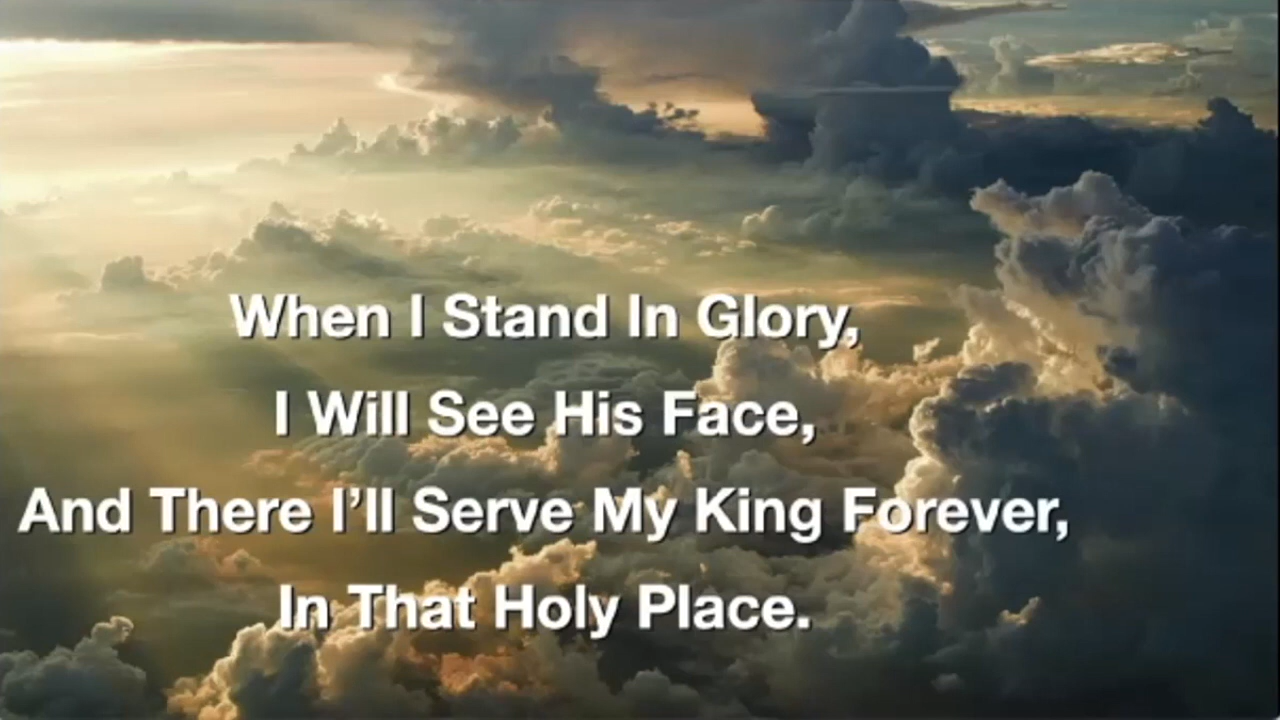 When I Stand In Glory,
I Will See His Face,
And There I’ll Serve My King Forever,
In That Holy Place.